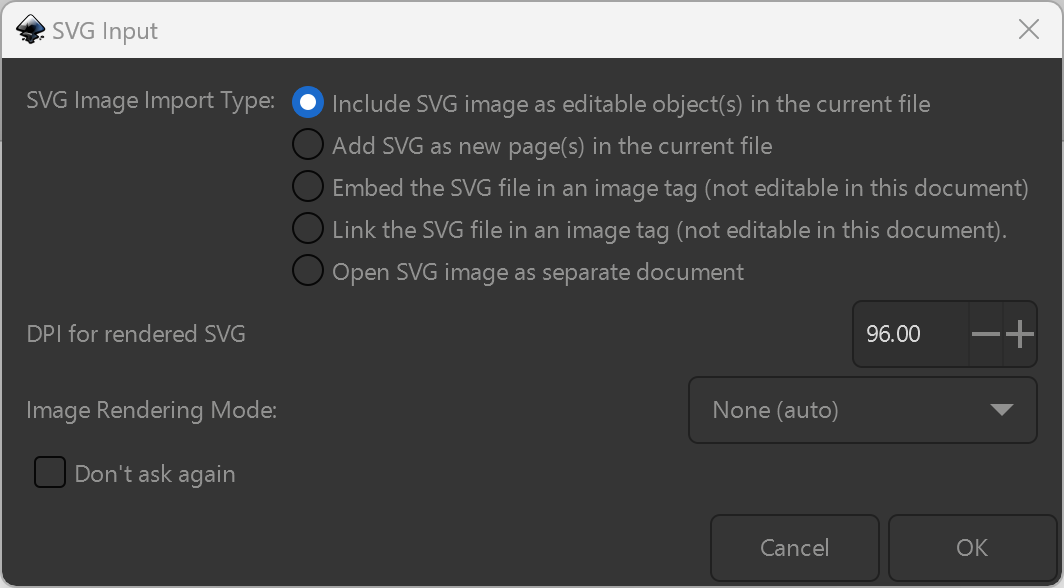 SVG Input
SVG Image Import Type:
Include SVG image as editable object(s) in the current file
Add SVG as new page(s) in the current file
Embed the SVG file in an image tag (not editable in this document)
Link the SVG file in an image tag (not editable in this document).
Open SVG image as separate document
DPI for rendered SVG
96.00
Image Rendering Mode:
None (auto)
Don't ask again
Cancel
OK